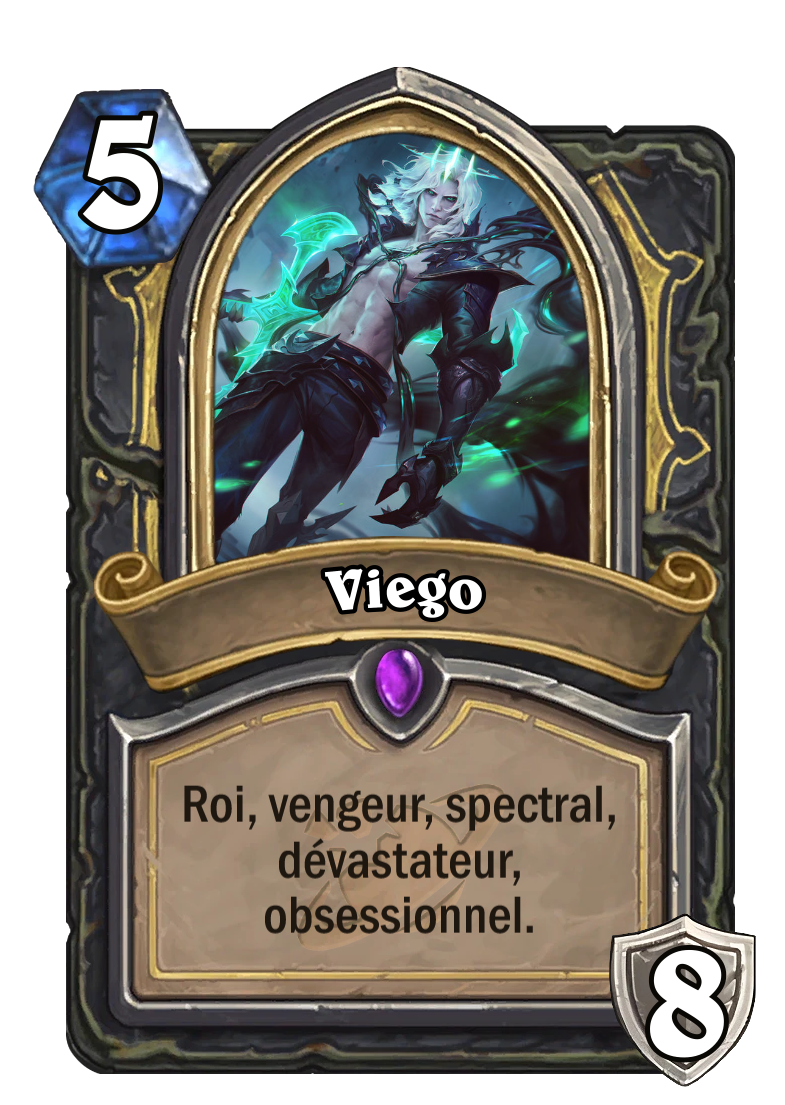 5
Viego
Roi, vengeur, spectral,
dévastateur,
obsessionnel.
8